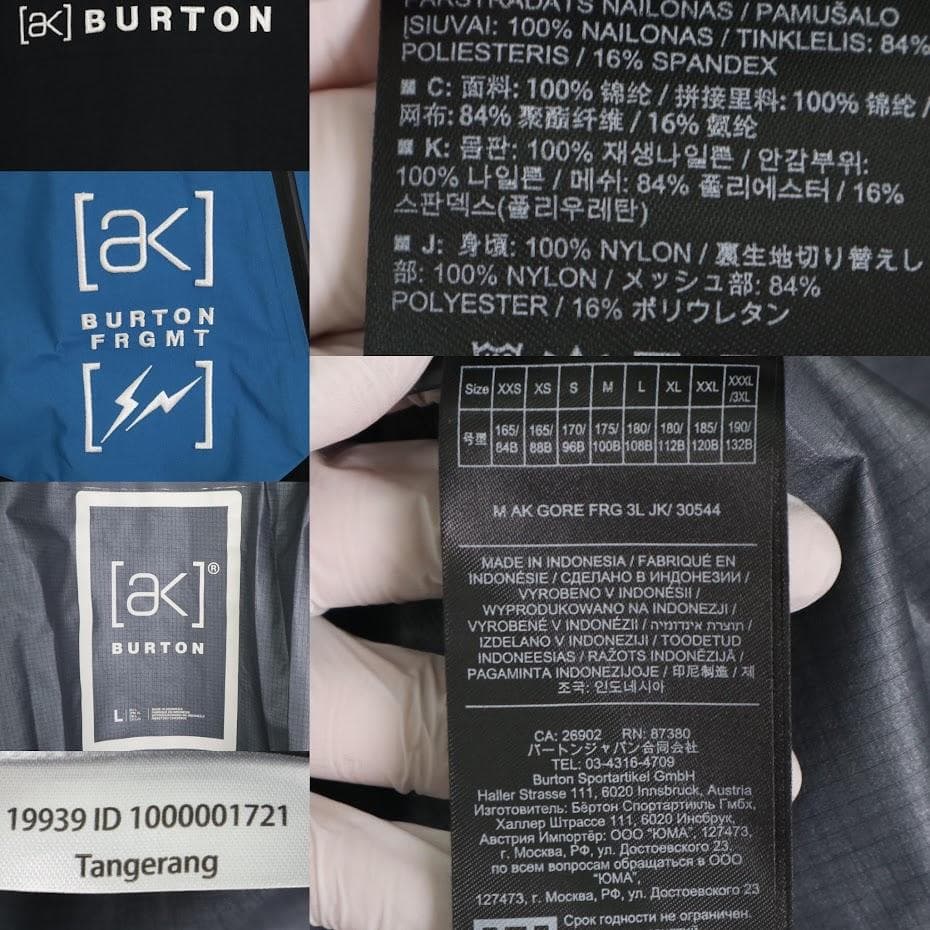 [ak] BURTON
[ak]
BURTON
FRGMT
[ak]®
BURTON
L
19939 ID 1000001721
Tangerang
PAKSTRĀDĀTS NAILONAS / PAMUŠALO
ĮSIUVAI: 100% NAILONAS / TINKLELIS: 84%
POLIESTERIS / 16% SPANDEX
C: 面料: 100% 锦纶 / 拼接里料: 100% 锦纶 /
网布: 84% 聚酯纤维 / 16% 氨纶
K: 몸판: 100% 재생나일론 / 안감부위:
100% 나일론 / 메쉬: 84% 폴리에스터 / 16%
스판덱스(폴리우레탄)
J: 身頃: 100% NYLON / 裏生地切り替えし
部: 100% NYLON / メッシュ部: 84%
POLYESTER / 16% ポリウレタン
Size XXS XS S M L XL XXL XXXL/3XL
号型 165/84B 165/88B 170/96B 175/100B 180/108B 180/112B 185/120B 190/132B
M AK GORE FRG 3L JK/ 30544
MADE IN INDONESIA / FABRIQUÉ EN
INDONÉSIE / СДЕЛАНО В ИНДОНЕЗИИ /
VYROBENO V INDONÉSII /
WYPRODUKOWANO NA INDONEZJI /
VYROBENÉ V INDONÉZII / תוצרת אינדונזיה /
IZDELANO V INDONEZIJI / TOODETUD
INDONEESIAS / RAŽOTS INDONĒZIJĀ /
PAGAMINTA INDONEZIJOJE / 印尼制造 / 제
조국: 인도네시아
CA: 26902 RN: 87380
バートンジャパン合同会社
TEL: 03-4316-4709
Burton Sportartikel GmbH
Haller Strasse 111, 6020 Innsbruck, Austria
Изготовитель: Бёртон Спортартикль Гмбх,
Халлер Штрассе 111, 6020 Инсбрук,
Австрия Импортёр: ООО "ЮМА", 127473,
г. Москва, РФ, ул. Достоевского 23.
по всем вопросам обращаться в ООО
"ЮМА",
127473, г. Москва, РФ, ул. Достоевского 23
Срок годности не ограничен.